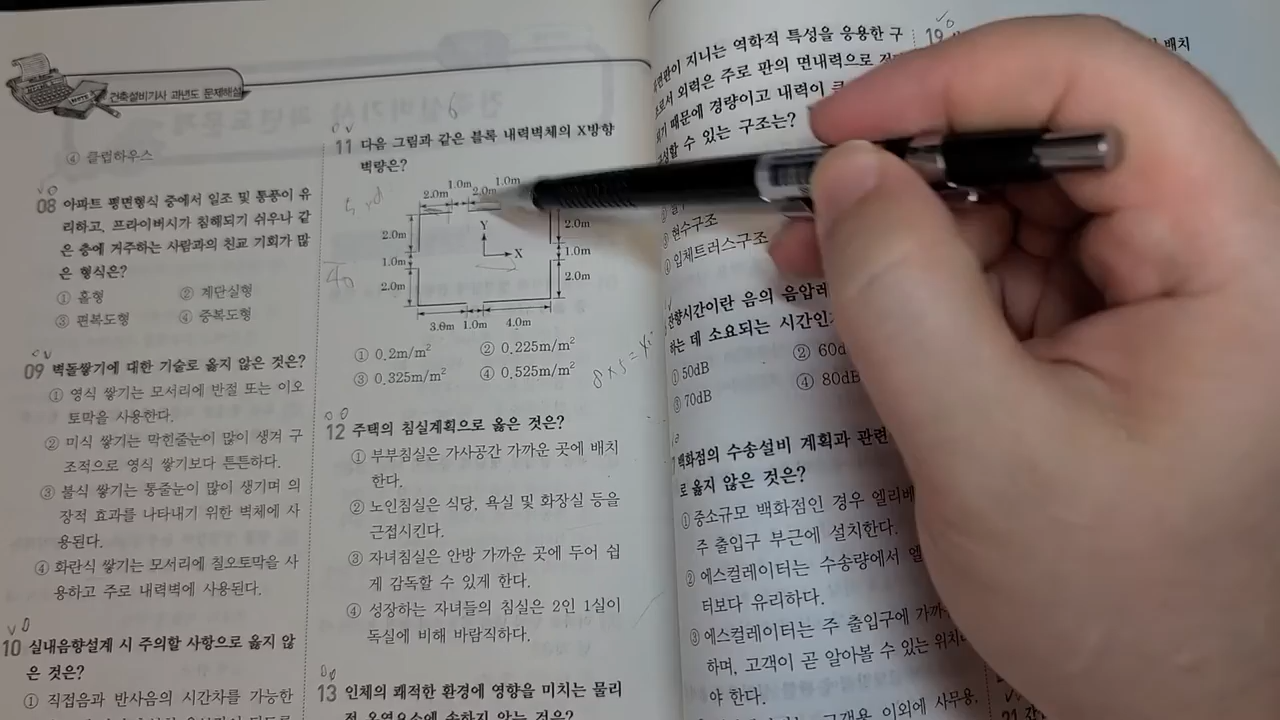 건축설비기사 과년도 문제해설
④ 클럽하우스
08 아파트 평면형식 중에서 일조 및 통풍이 유
리하고, 프라이버시가 침해되기 쉬우나 같
은 층에 거주하는 사람과의 친교 기회가 많
은 형식은?
① 홀형 ② 계단실형
③ 편복도형 ④ 중복도형
09 벽돌쌓기에 대한 기술로 옳지 않은 것은?
① 영식 쌓기는 모서리에 반절 또는 이오
토막을 사용한다.
② 미식 쌓기는 막힌줄눈이 많이 생겨 구
조적으로 영식 쌓기보다 튼튼하다.
③ 불식 쌓기는 통줄눈이 많이 생기며 의
장적 효과를 나타내기 위한 벽체에 사
용된다.
④ 화란식 쌓기는 모서리에 칠오토막을 사
용하고 주로 내력벽에 사용된다.
10 실내음향설계 시 주의할 사항으로 옳지 않
은 것은?
① 직접음과 반사음의 시간차를 가능한
11 다음 그림과 같은 블록 내력벽체의 X방향
벽량은?
2.0m 1.0m 2.0m 1.0m
2.0m Y 2.0m
X
1.0m 1.0m
2.0m 2.0m
3.0m 1.0m 4.0m
① 0.2m/m² ② 0.225m/m²
③ 0.325m/m² ④ 0.525m/m²
8×5=40
12 주택의 침실계획으로 옳은 것은?
① 부부침실은 가사공간 가까운 곳에 배치
한다.
② 노인침실은 식당, 욕실 및 화장실 등을
근접시킨다.
③ 자녀침실은 안방 가까운 곳에 두어 쉽
게 감독할 수 있게 한다.
④ 성장하는 자녀들의 침실은 2인 1실이
독실에 비해 바람직하다.
13 인체의 쾌적한 환경에 영향을 미치는 물리
적 온열요소에 속하지 않는 것은?
지니는 역학적 특성을 응용한 구
외력은 주로 판의 면내력으로
때문에 경량이고 내력이
수 있는 구조는?
③ 현수구조
④ 입체트러스구조
음의 음압레
하는 데 소요되는 시간인
① 50dB ② 60d
③ 70dB ④ 80dB
백화점의 수송설비 계획과 관련
로 옳지 않은 것은?
① 중소규모 백화점인 경우 엘리베
주 출입구 부근에 설치한다.
② 에스컬레이터는 수송량에서 엘
터보다 유리하다.
③ 에스컬레이터는 주 출입구에 가까
하며, 고객이 곧 알아볼 수 있는 위치
야 한다.
고객용 이외에 사무용,
19
배치
21